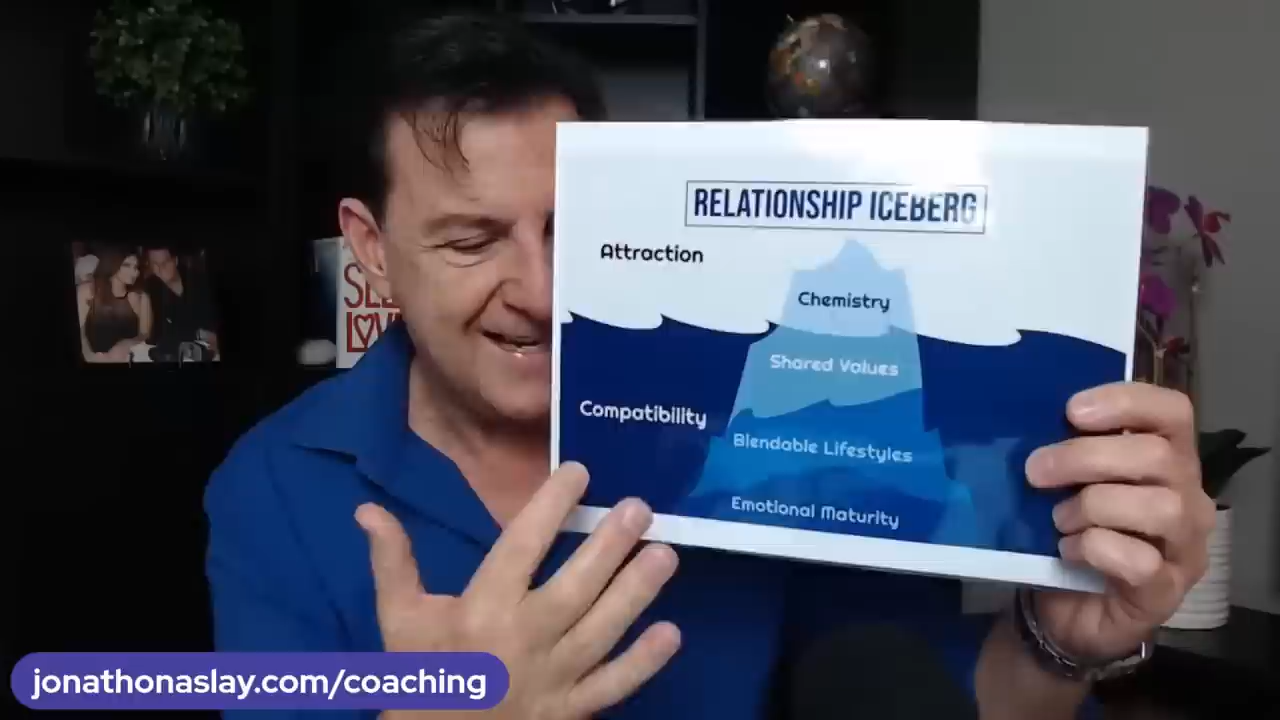 RELATIONSHIP ICEBERG
Attraction
Chemistry
Shared Values
Compatibility
Blendable Lifestyles
Emotional Maturity
jonathonaslay.com/coaching